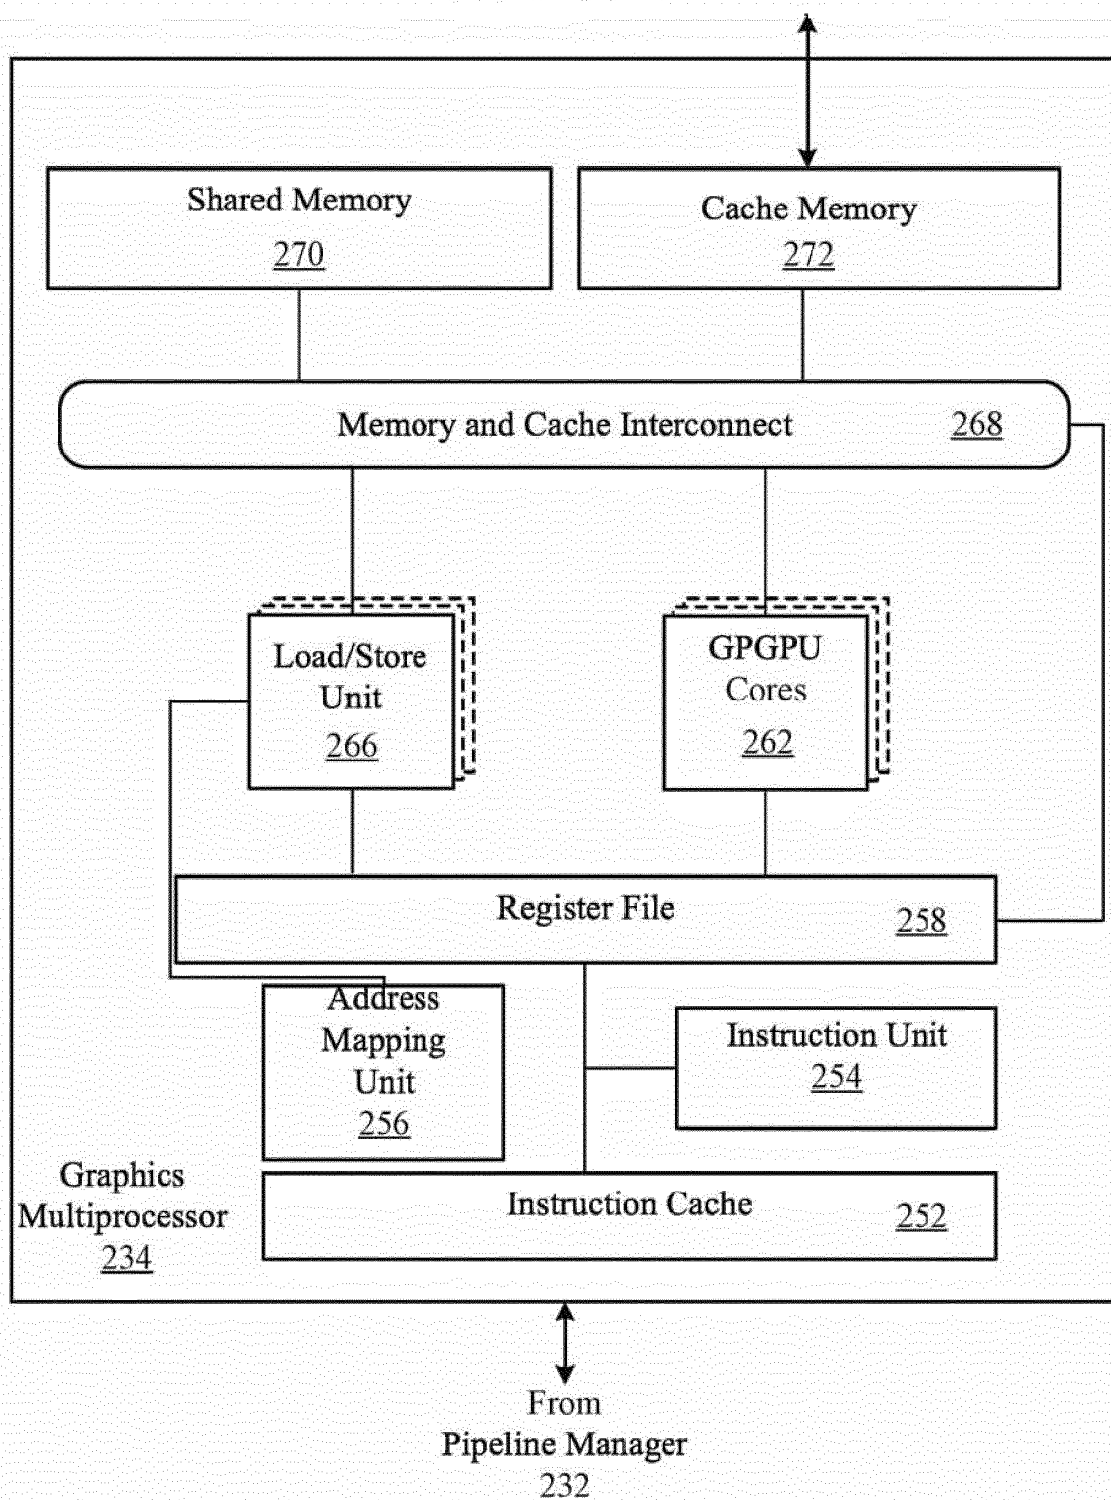 Shared Memory
270
Cache Memory
272
Memory and Cache Interconnect 268
Load/Store
Unit
266
GPGPU
Cores
262
Register File 258
Address
Mapping
Unit
256
Instruction Unit
254
Graphics
Multiprocessor
234
Instruction Cache 252
From
Pipeline Manager
232